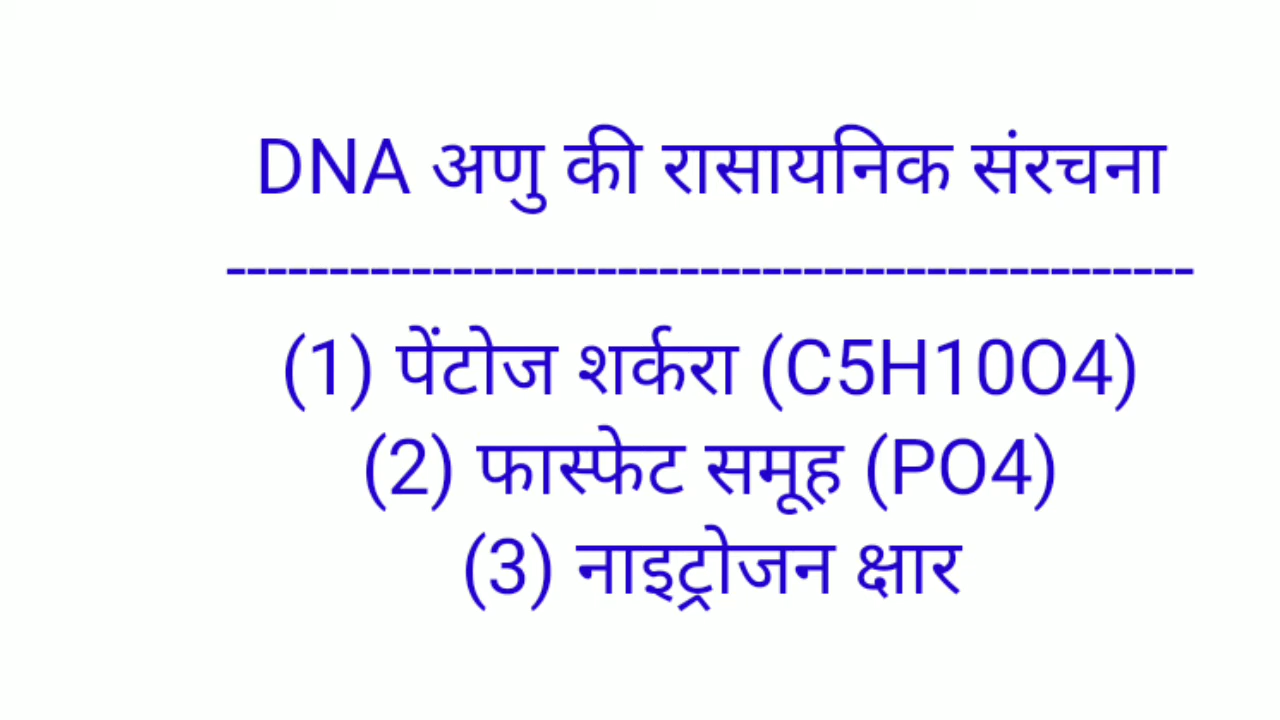 DNA अणु की रासायनिक संरचना
-----------------------------------------------
(1) पेंटोज शर्करा (C5H10O4)
(2) फास्फेट समूह (PO4)
(3) नाइट्रोजन क्षार